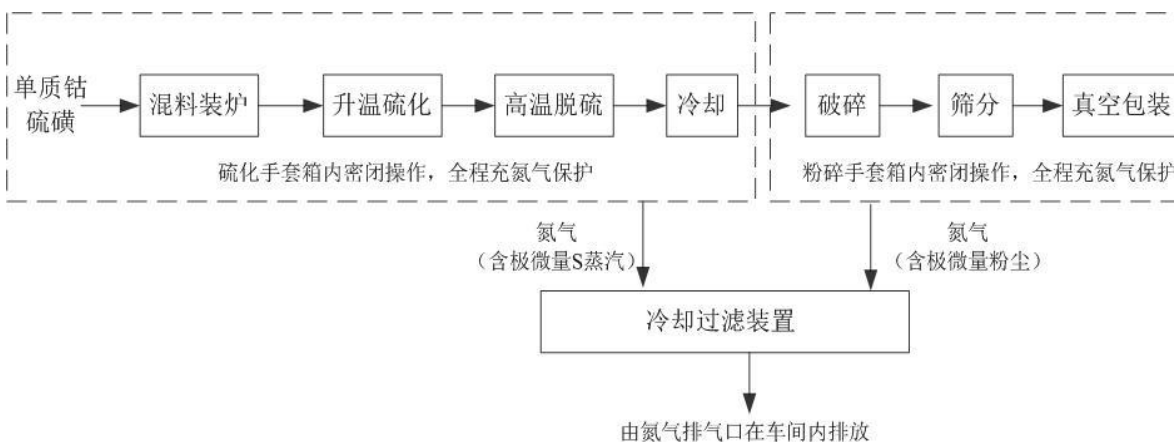 单质钴
硫磺
混料装炉
升温硫化
高温脱硫
冷却
破碎
筛分
真空包装
硫化手套箱内密闭操作，全程充氮气保护
粉碎手套箱内密闭操作，全程充氮气保护
氮气
（含极微量S蒸汽）
氮气
（含极微量粉尘）
冷却过滤装置
由氮气排气口在车间内排放